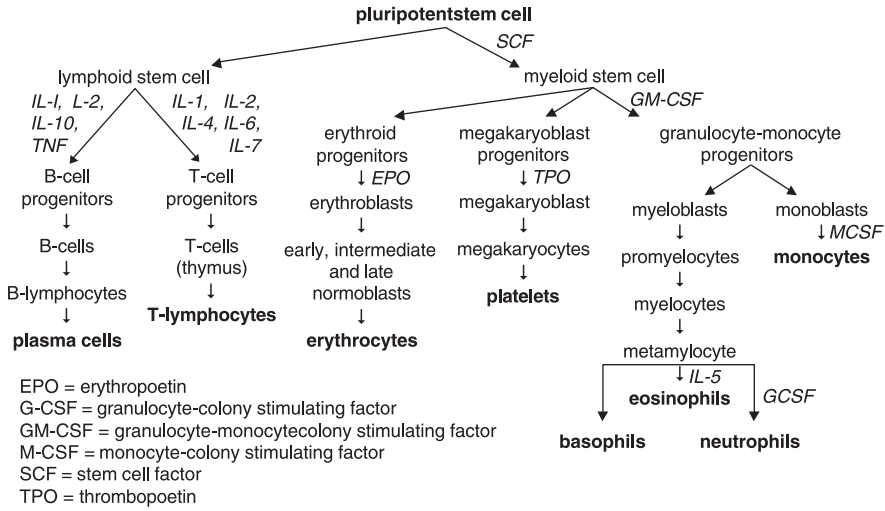 pluripotentstem cell
SCF
lymphoid stem cell
myeloid stem cell
IL-I, L-2,
IL-10,
TNF
IL-1, IL-2,
IL-4, IL-6,
IL-7
GM-CSF
erythroid
progenitors
megakaryoblast
progenitors
granulocyte-monocyte
progenitors
EPO
TPO
B-cell
progenitors
T-cell
progenitors
erythroblasts
megakaryoblast
myeloblasts
monoblasts
MCSF
B-cells
T-cells
(thymus)
early, intermediate
and late
normoblasts
megakaryocytes
promyelocytes
monocytes
B-lymphocytes
T-lymphocytes
platelets
myelocytes
plasma cells
erythrocytes
metamylocyte
IL-5
GCSF
eosinophils
basophils
neutrophils
EPO = erythropoetin
G-CSF = granulocyte-colony stimulating factor
GM-CSF = granulocyte-monocytecolony stimulating factor
M-CSF = monocyte-colony stimulating factor
SCF = stem cell factor
TPO = thrombopoetin